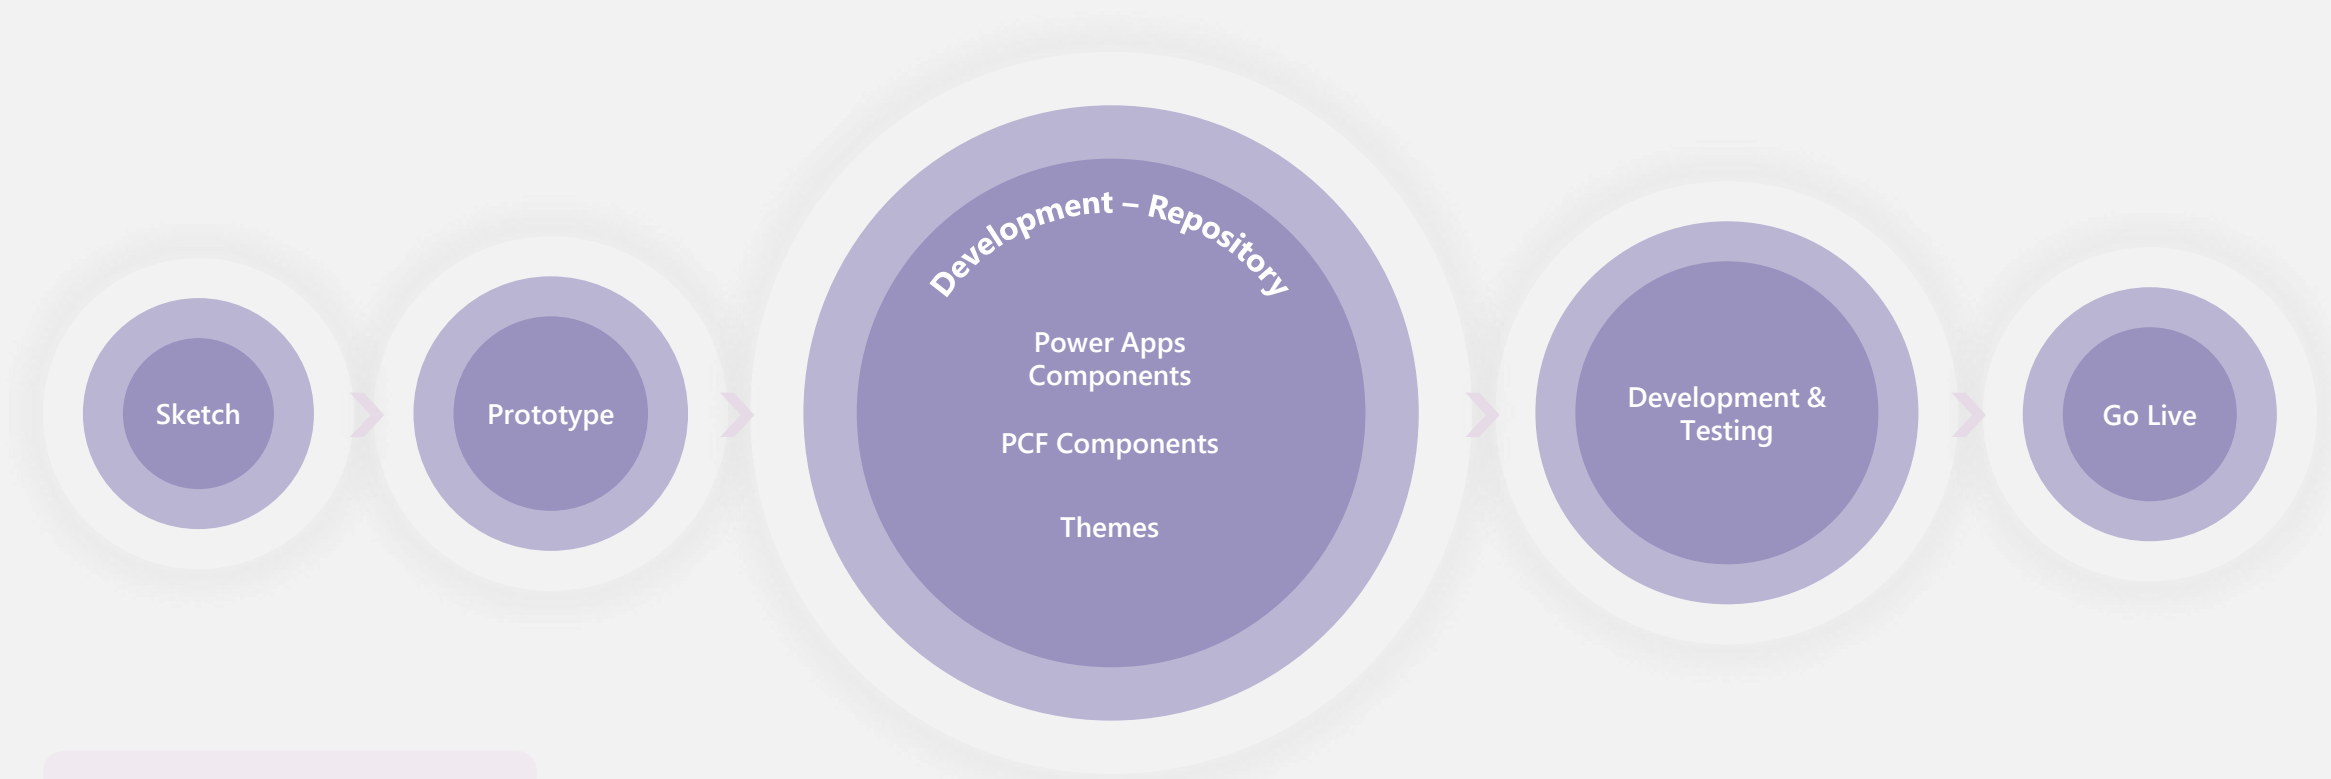 Sketch
Prototype
Development – Repository
Power Apps
Components
PCF Components
Themes
Development &
Testing
Go Live